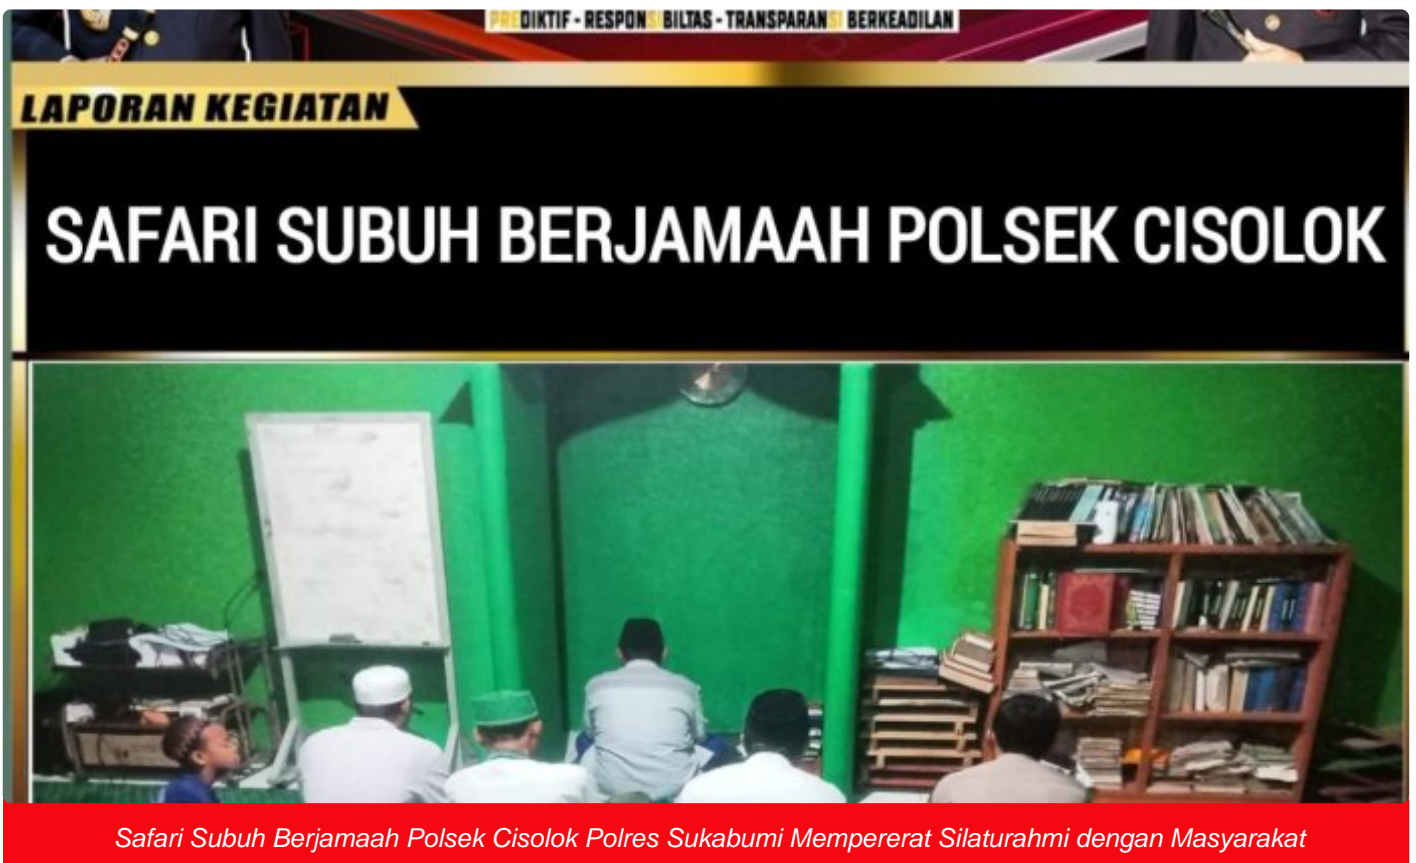 PREDIKTIF - RESPONSIBILTAS - TRANSPARANSI BERKEADILAN
LAPORAN KEGIATAN
SAFARI SUBUH BERJAMAAH POLSEK CISOLOK
Safari Subuh Berjamaah Polsek Cisolok Polres Sukabumi Mempererat Silaturahmi dengan Masyarakat